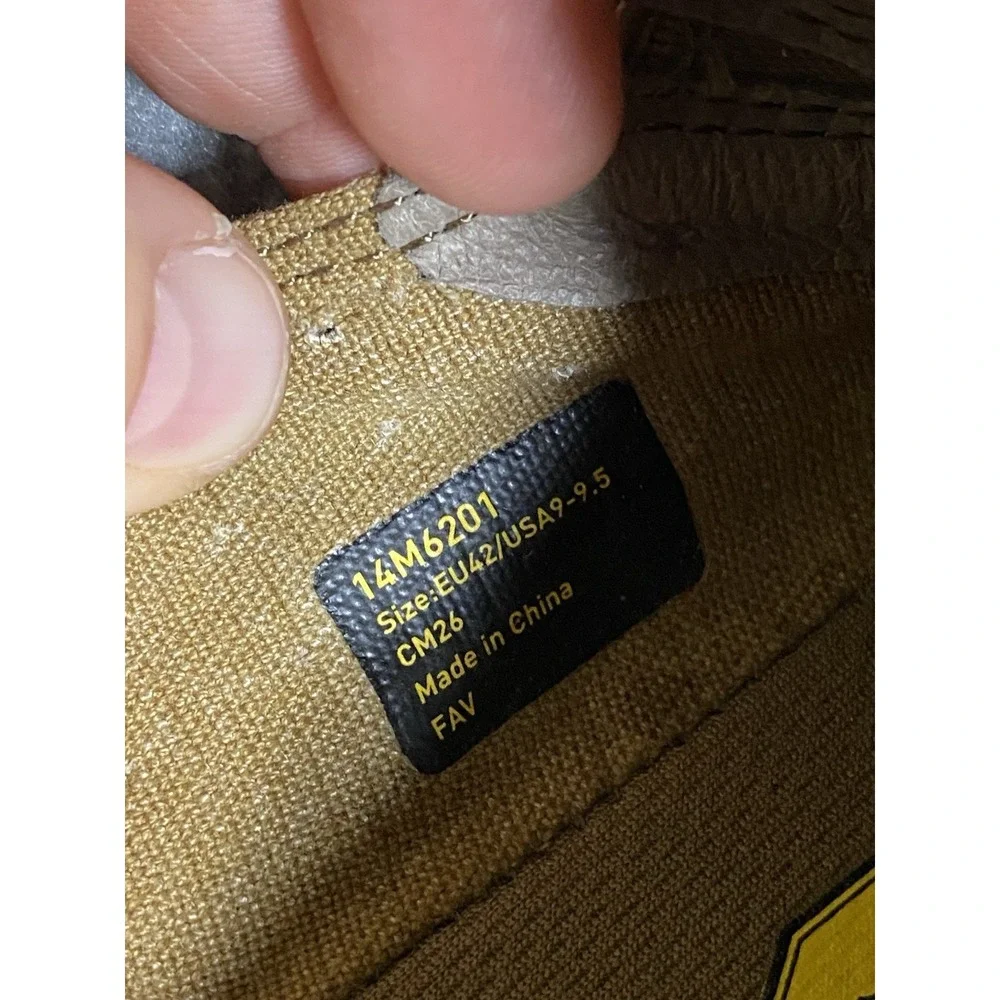 14M6201
Size:EU42/USA9-9.5
CM26
Made in China
FAV